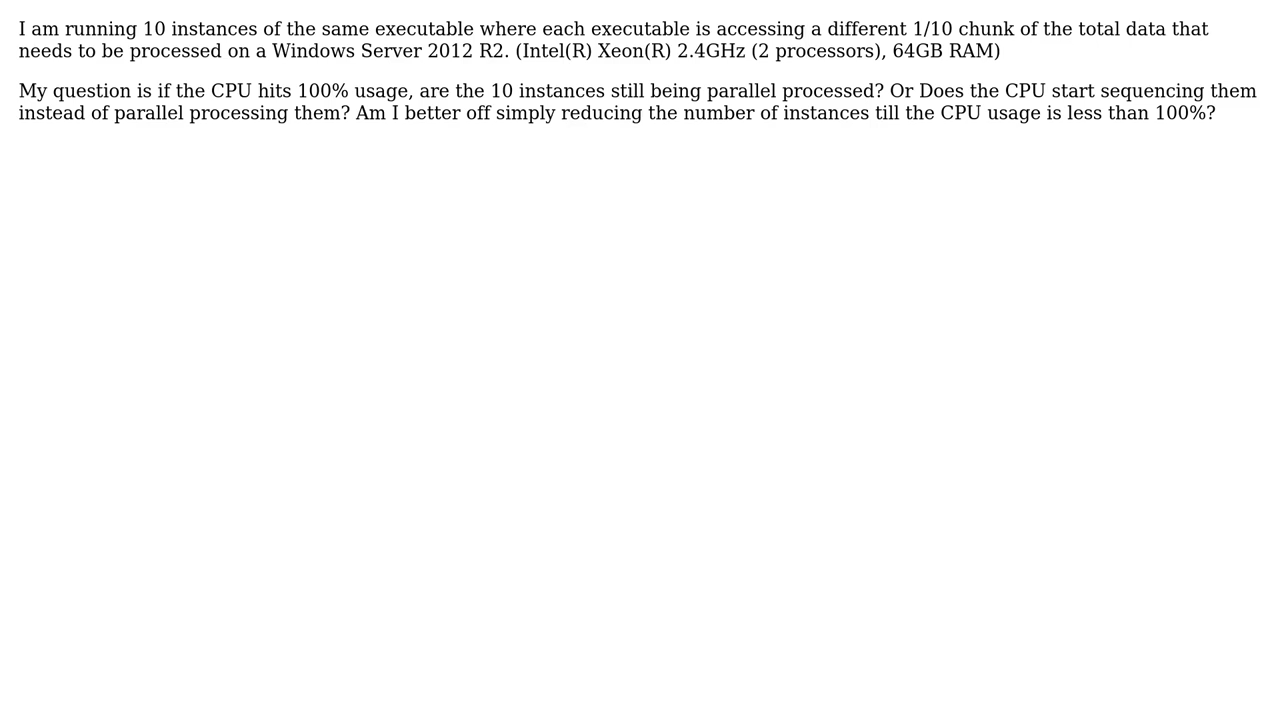 I am running 10 instances of the same executable where each executable is accessing a different 1/10 chunk of the total data that
needs to be processed on a Windows Server 2012 R2. (Intel(R) Xeon(R) 2.4GHz (2 processors), 64GB RAM)
My question is if the CPU hits 100% usage, are the 10 instances still being parallel processed? Or Does the CPU start sequencing them
instead of parallel processing them? Am I better off simply reducing the number of instances till the CPU usage is less than 100%?